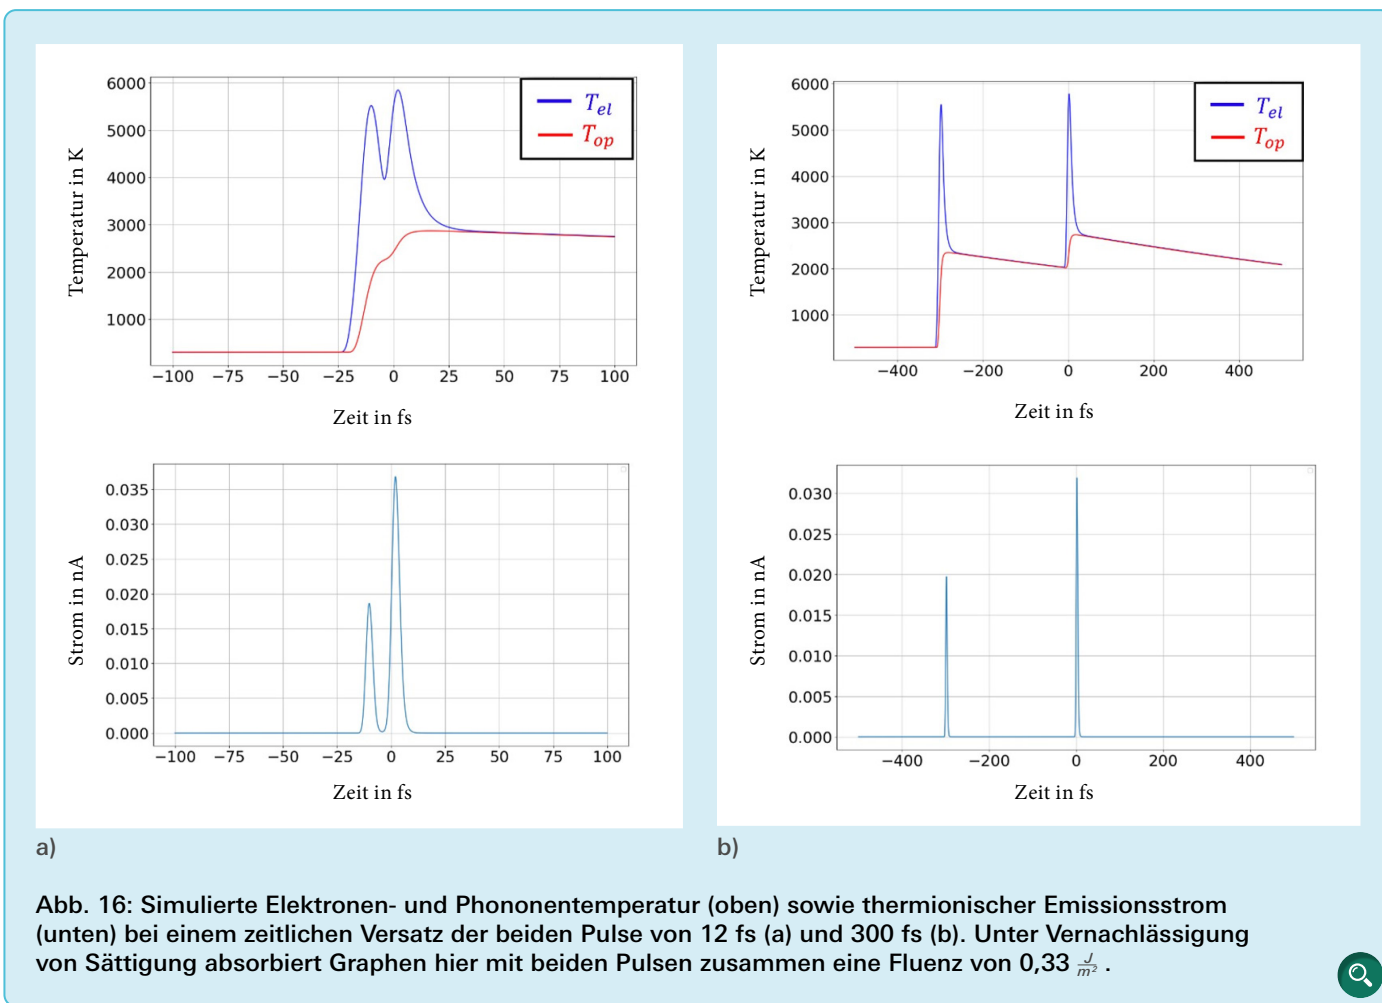 6000
5000
4000
3000
2000
1000
Temperatur in K
T_el
T_op
−100 −75 −50 −25 0 25 50 75 100
Zeit in fs
6000
5000
4000
3000
2000
1000
Temperatur in K
T_el
T_op
−400 −200 0 200 400
Zeit in fs
0.035
0.030
0.025
0.020
0.015
0.010
0.005
0.000
Strom in nA
−100 −75 −50 −25 0 25 50 75 100
Zeit in fs
0.030
0.025
0.020
0.015
0.010
0.005
0.000
Strom in nA
−400 −200 0 200 400
Zeit in fs
a)
b)
Abb. 16: Simulierte Elektronen- und Phononentemperatur (oben) sowie thermionischer Emissionsstrom
(unten) bei einem zeitlichen Versatz der beiden Pulse von 12 fs (a) und 300 fs (b). Unter Vernachlässigung
von Sättigung absorbiert Graphen hier mit beiden Pulsen zusammen eine Fluenz von 0,33 J/m² .